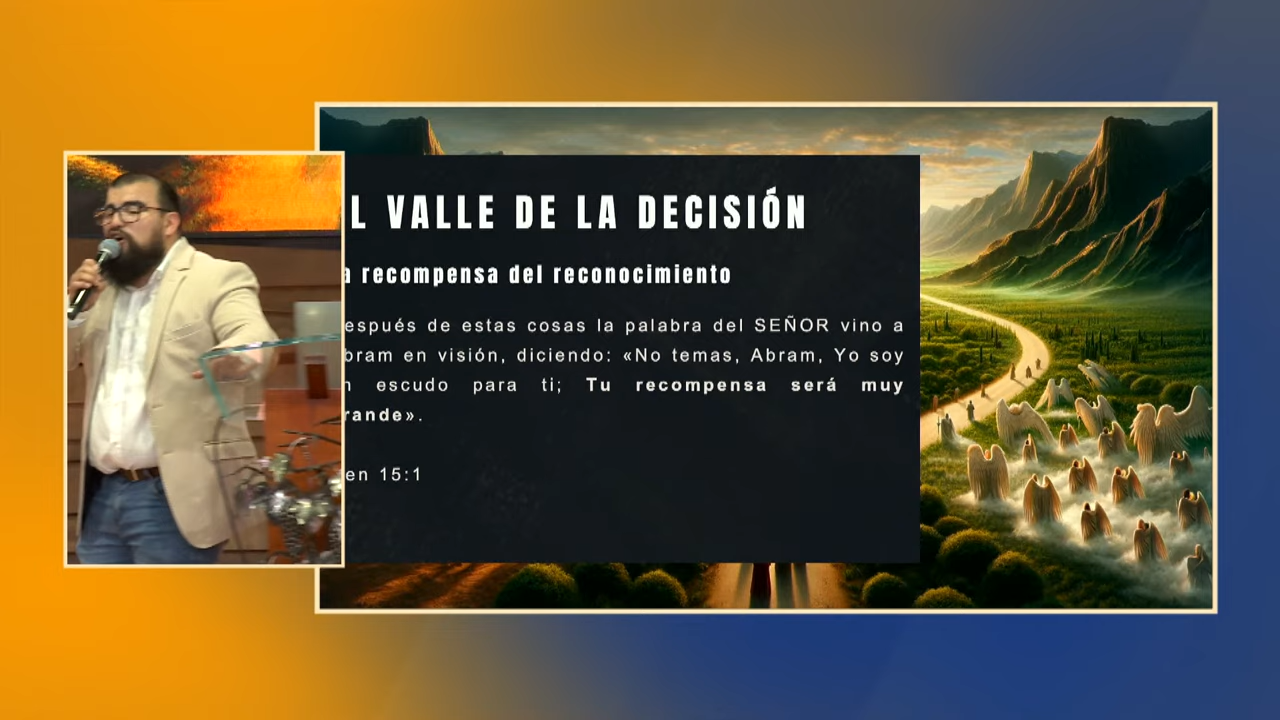 L VALLE DE LA DECISIÓN
a recompensa del reconocimiento
espués de estas cosas la palabra del SEÑOR vino a
bram en visión, diciendo: «No temas, Abram, Yo soy
n escudo para ti; Tu recompensa será muy
rande».
en 15:1